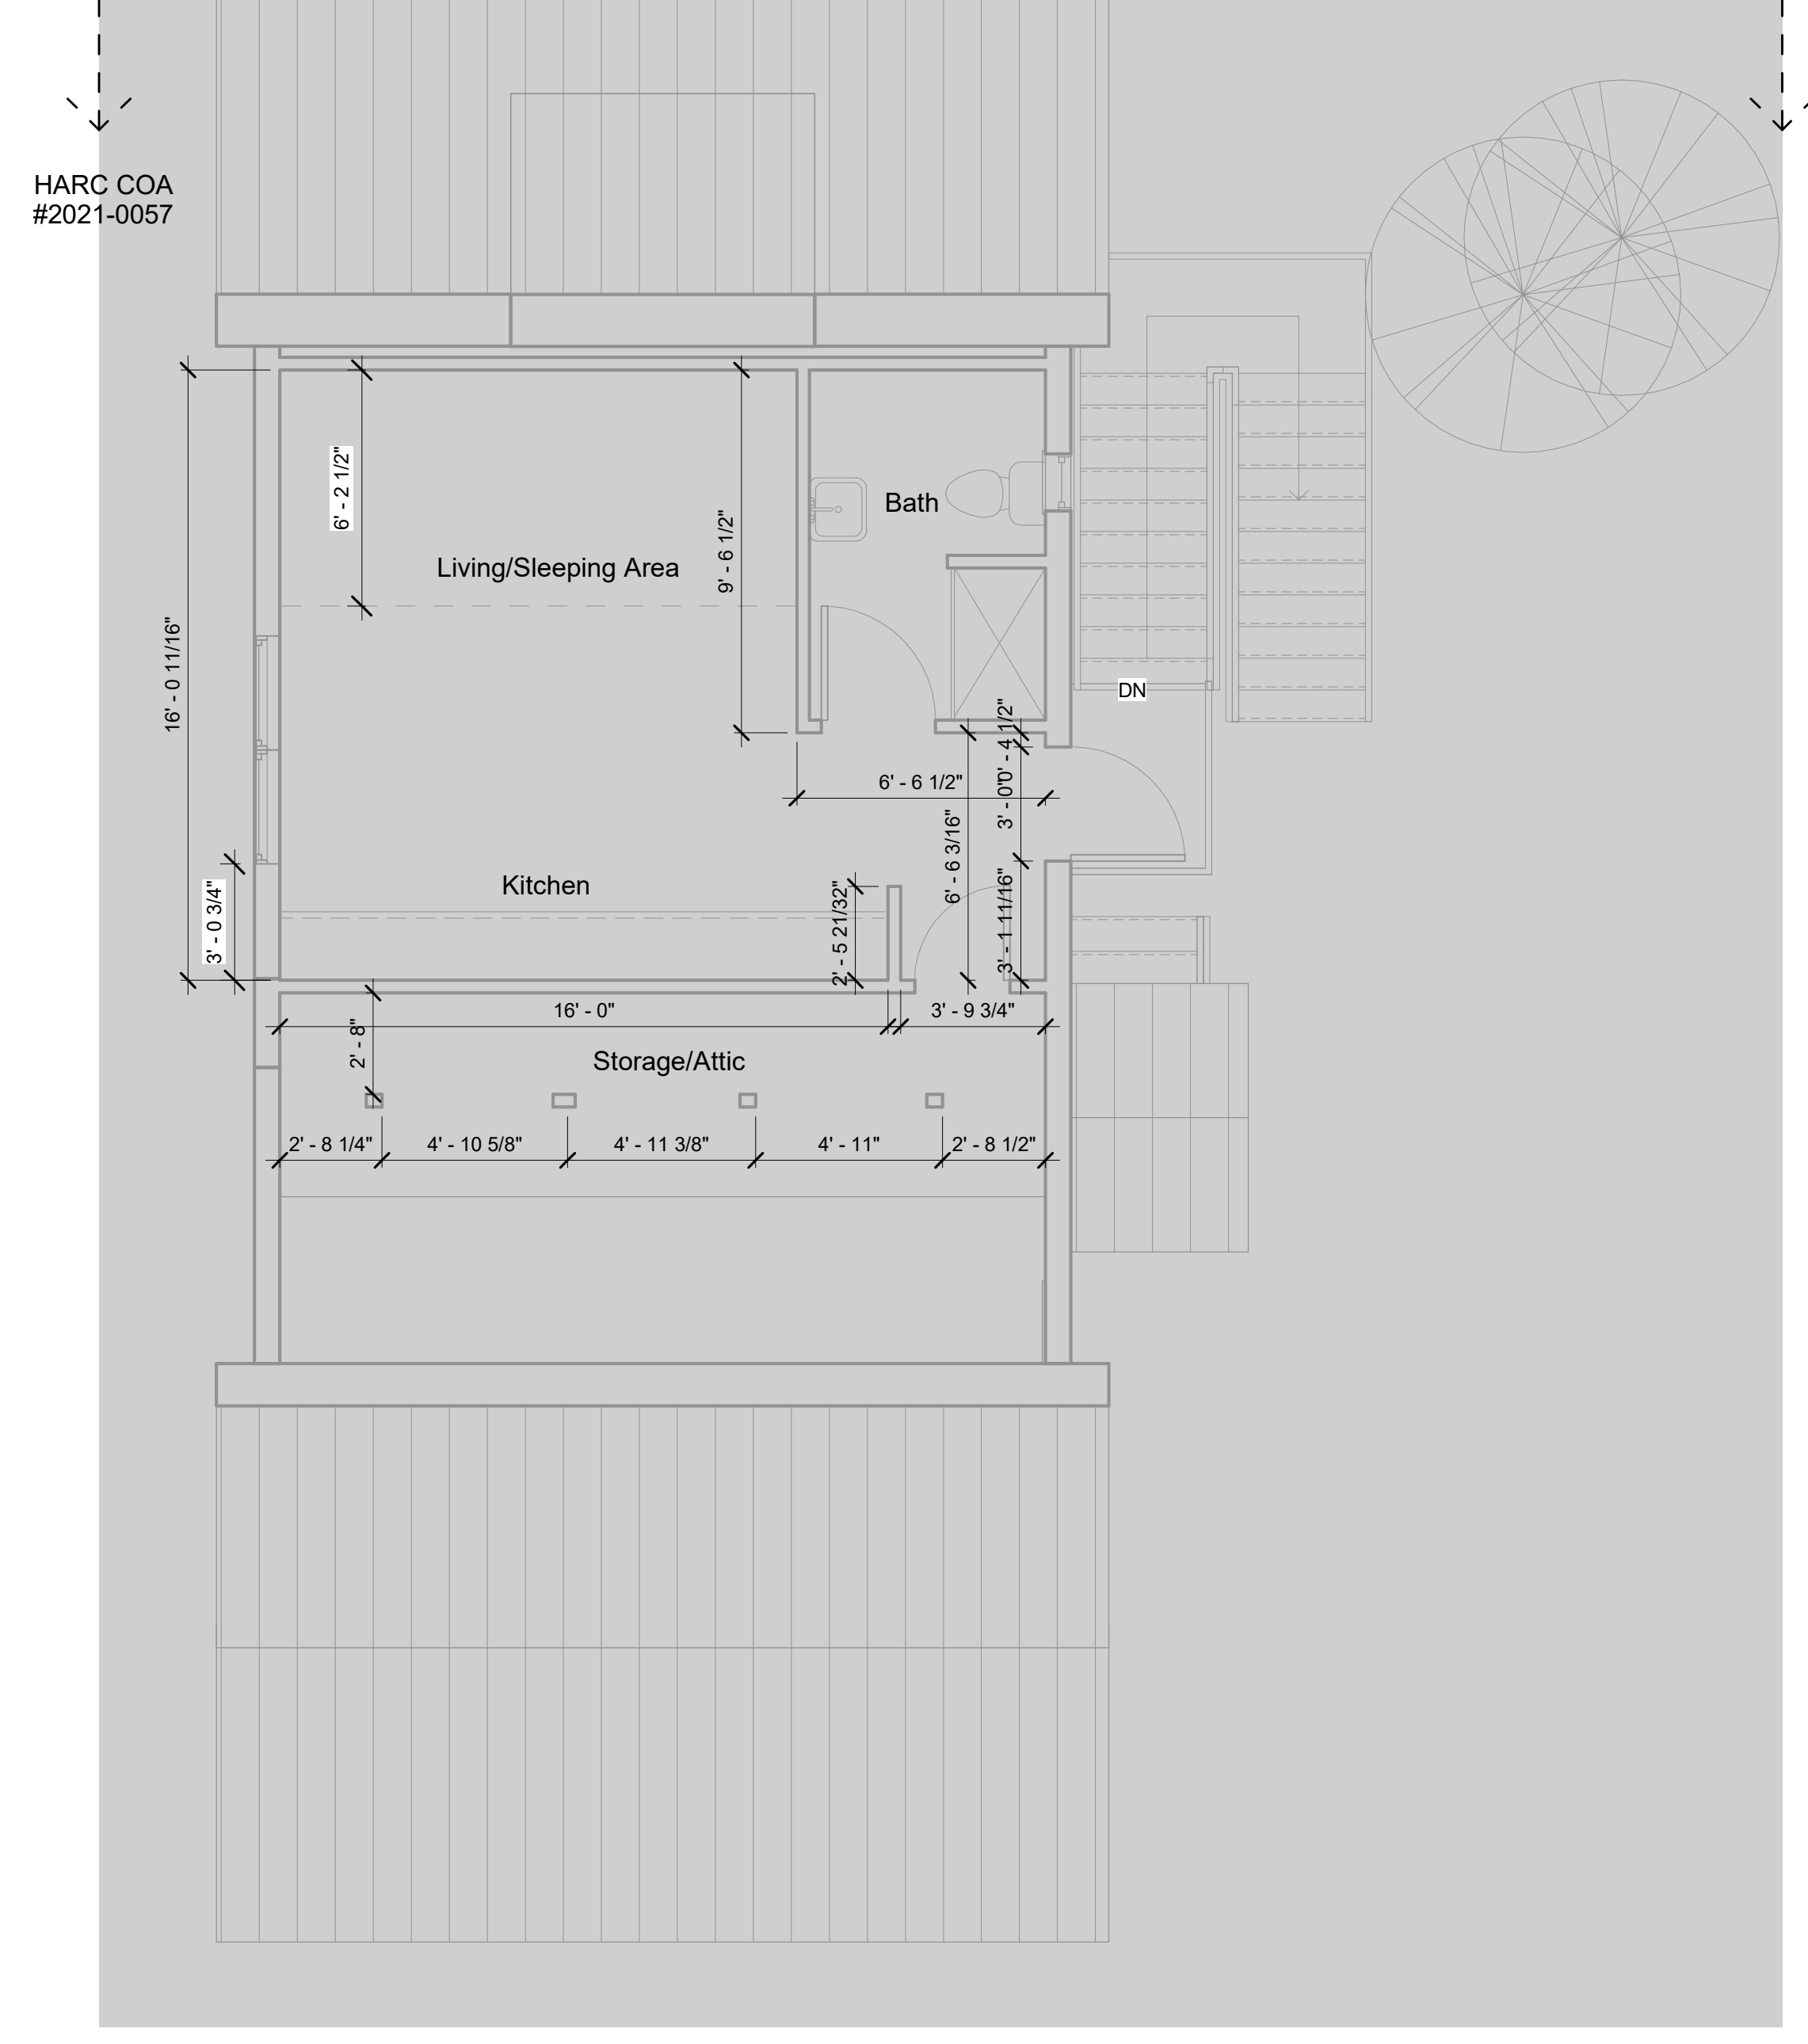 HARC COA
#2021-0057
6' - 2 1/2"
9' - 6 1/2"
Bath
Living/Sleeping Area
16' - 0 11/16"
DN
0' - 4 1/2"
6' - 6 1/2"
3' - 0"
6' - 6 3/16"
Kitchen
3' - 0 3/4"
2' - 5 21/32"
3' - 1 11/16"
16' - 0"
3' - 9 3/4"
2' - 8"
Storage/Attic
2' - 8 1/4"
4' - 10 5/8"
4' - 11 3/8"
4' - 11"
2' - 8 1/2"